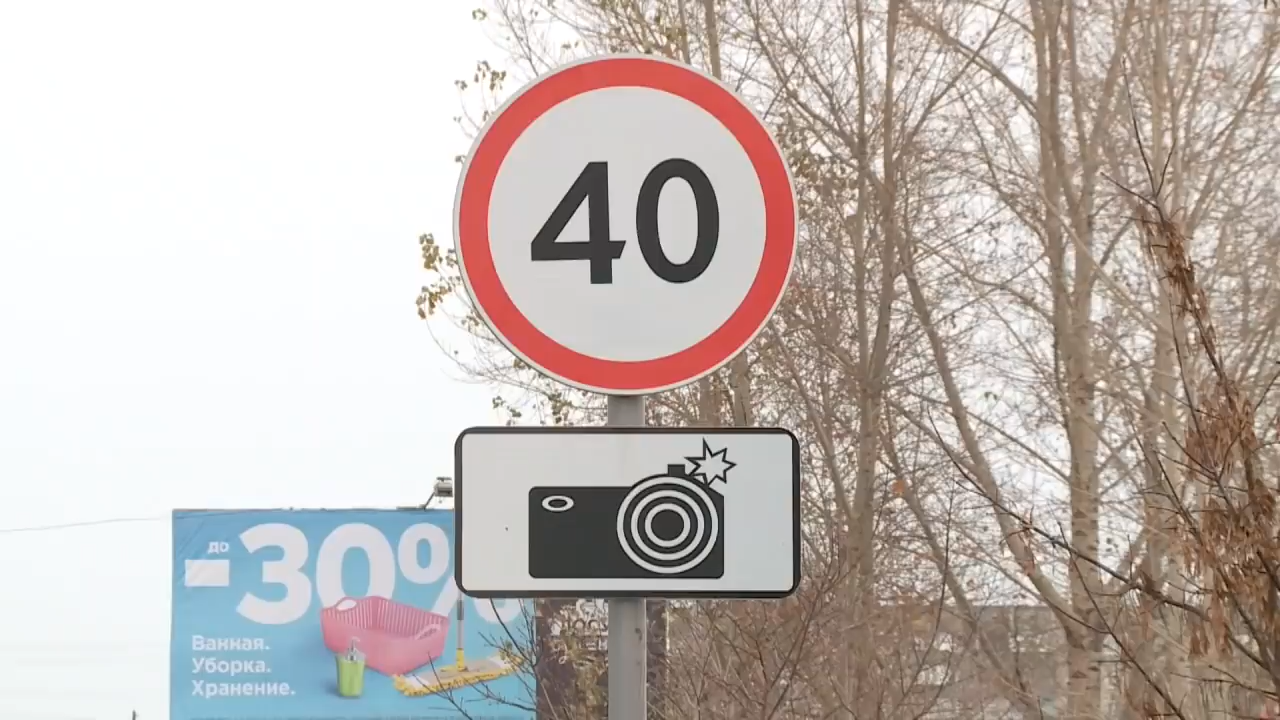 40
до
-30%
Ванная.
Уборка.
Хранение.